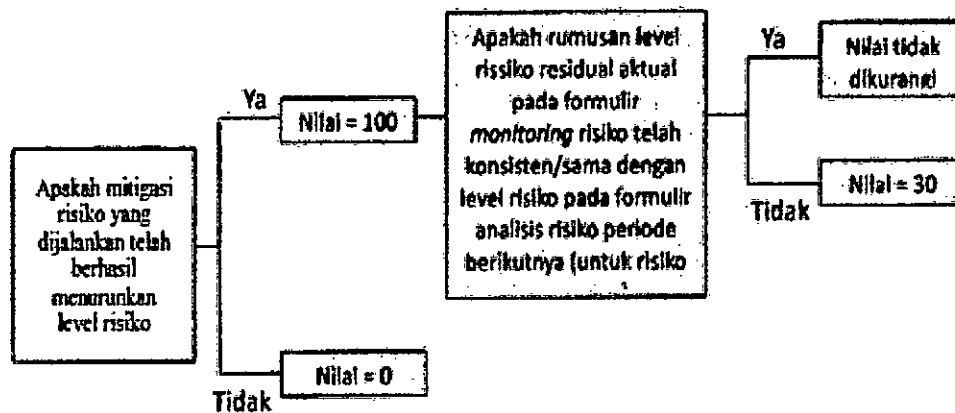 Apakah mitigasi
risiko yang
dijalankan telah
berhasil
menurunkan
level risiko
Ya
Nilai = 100
Tidak
Nilai = 0
Apakah rumusan level
rissiko residual aktual
pada formulir
monitoring risiko telah
konsisten/sama dengan
level risiko pada formulir
analisis risiko periode
berikutnya (untuk risiko
Ya
Nilai tidak
dikurangi
Tidak
Nilai = 30